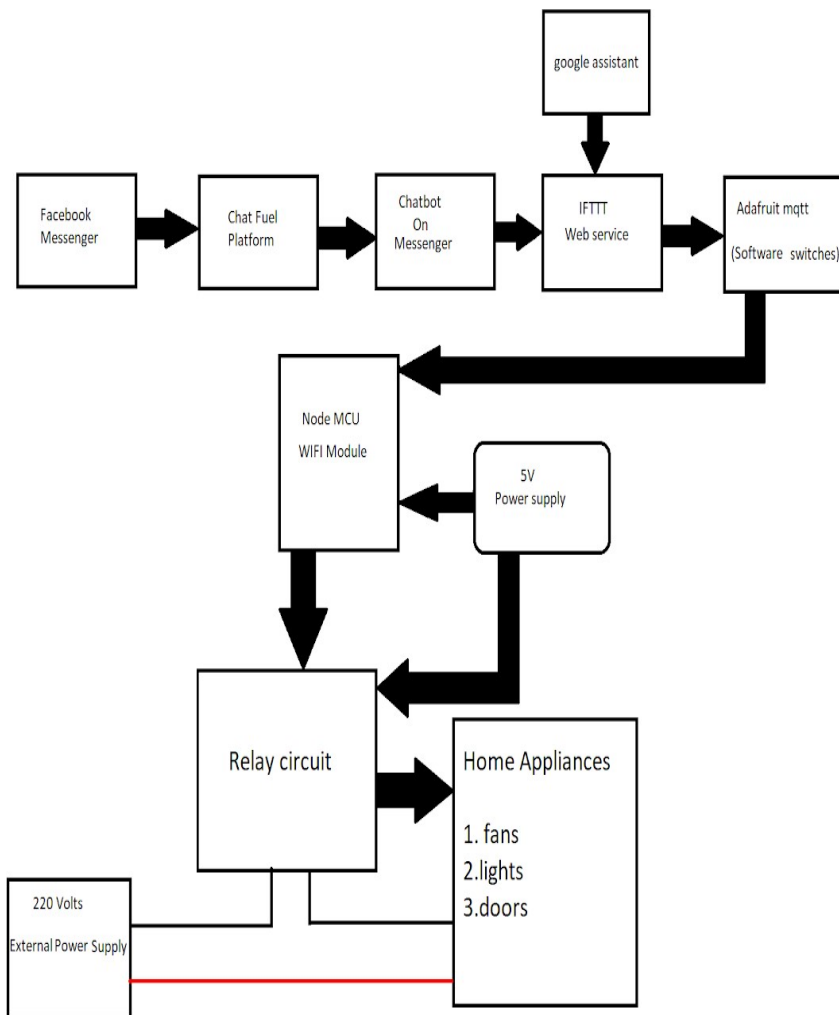 google assistant
Facebook
Messenger
Chat Fuel
Platform
Chatbot
On
Messenger
IFTTT
Web service
Adafruit mqtt
(Software switches)
Node MCU
WIFI Module
5V
Power supply
Relay circuit
Home Appliances
1. fans
2.lights
3.doors
220 Volts
External Power Supply